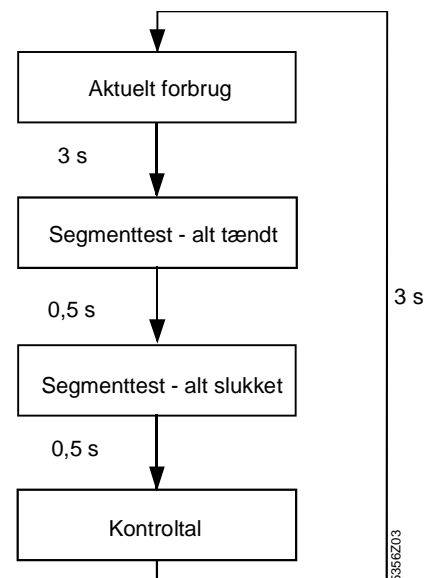 Aktuelt forbrug
3 s
Segmenttest - alt tændt
0,5 s
3 s
Segmenttest - alt slukket
0,5 s
Kontroltal
5356Z03